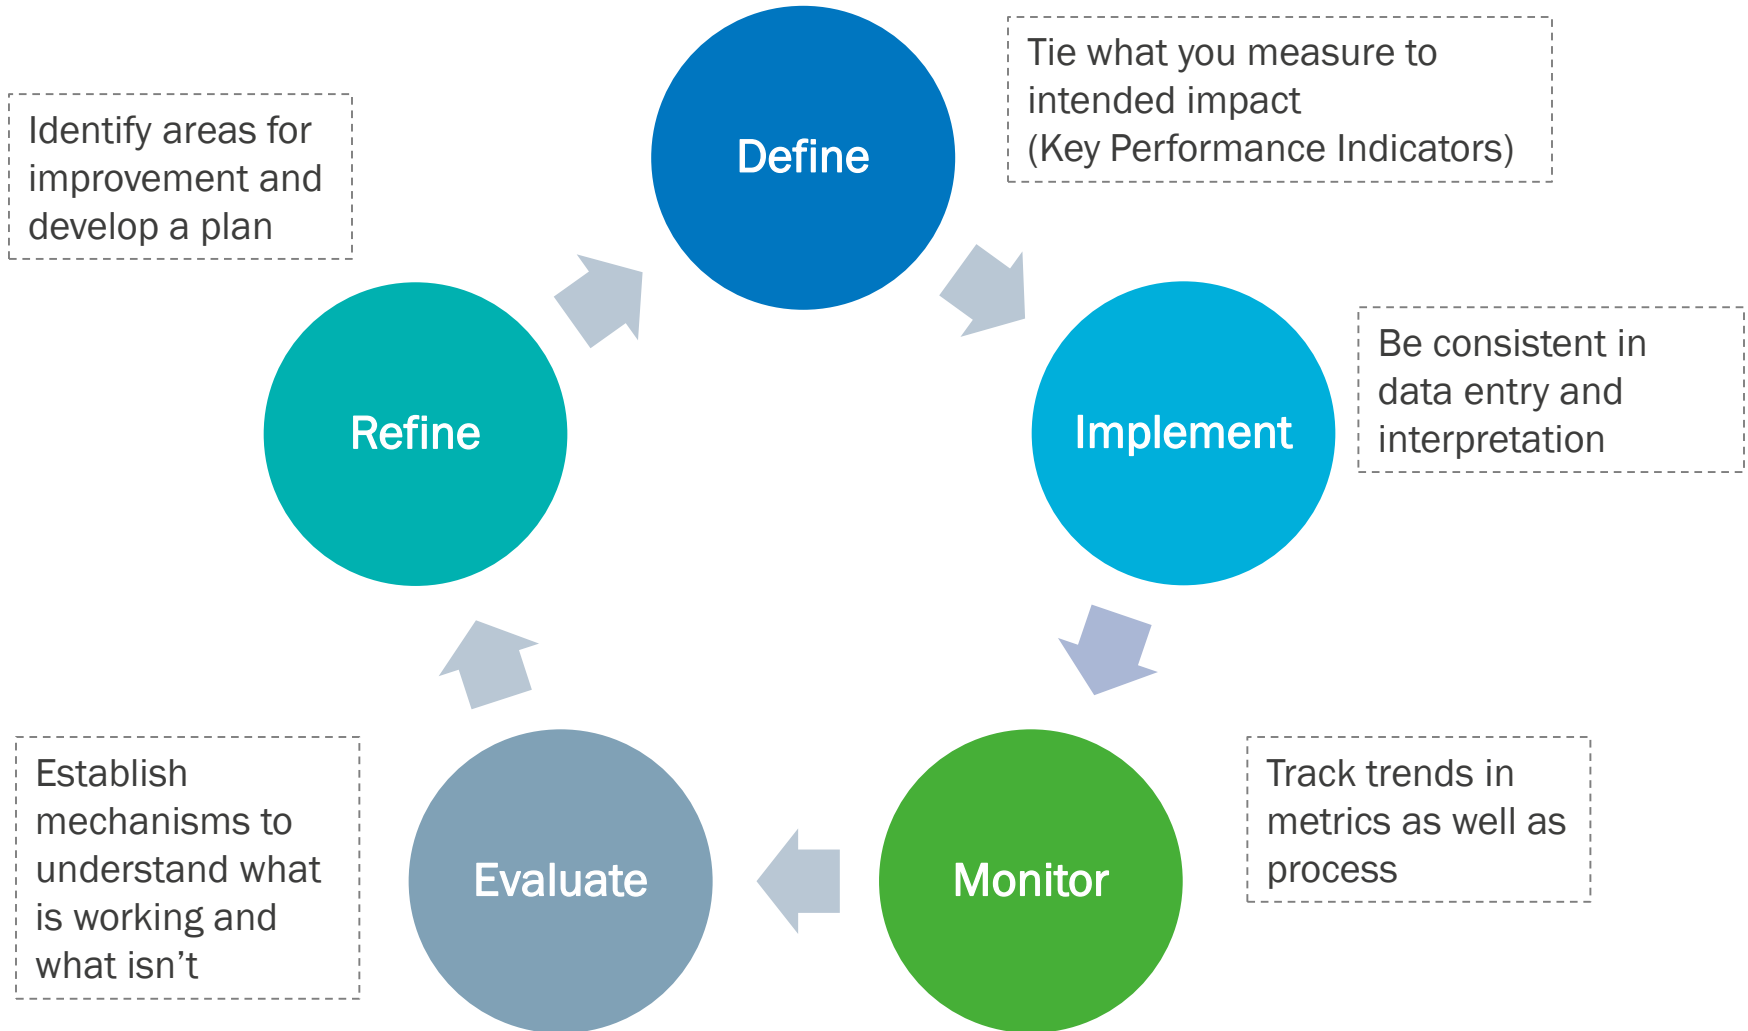 Define
Tie what you measure to
intended impact
(Key Performance Indicators)
Implement
Be consistent in
data entry and
interpretation
Monitor
Track trends in
metrics as well as
process
Evaluate
Establish
mechanisms to
understand what
is working and
what isn’t
Refine
Identify areas for
improvement and
develop a plan